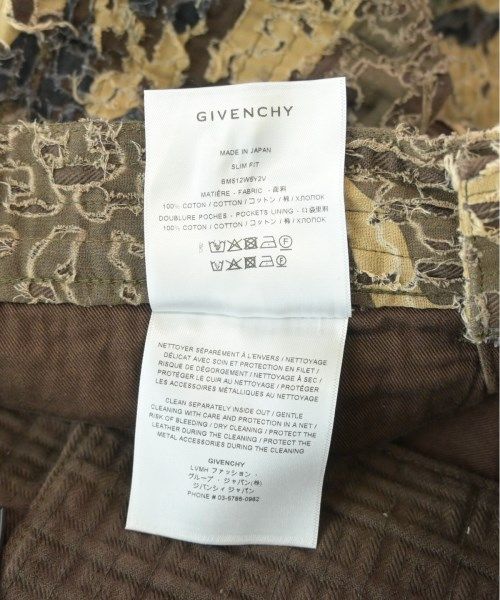 GIVENCHY
MADE IN JAPAN
SLIM FIT
BM512W6Y2V
MATIÈRE - FABRIC - 面料
100% COTON / COTTON / コットン / 棉 / ХЛОПОК
DOUBLURE POCHES - POCKETS LINING - 口袋里料
100% COTON / COTTON / コットン / 棉 / ХЛОПОК
NETTOYER SÉPARÉMENT À L'ENVERS / NETTOYAGE
DÉLICAT AVEC SOIN ET PROTECTION EN FILET /
RISQUE DE DÉGORGEMENT / NETTOYAGE À SEC /
PROTÉGER LE CUIR AU NETTOYAGE / PROTÉGER
LES ACCESSOIRES MÉTALLIQUES AU NETTOYAGE
CLEAN SEPARATELY INSIDE OUT / GENTLE
CLEANING WITH CARE AND PROTECTION IN A NET /
RISK OF BLEEDING / DRY CLEANING / PROTECT THE
LEATHER DURING THE CLEANING / PROTECT THE
METAL ACCESSORIES DURING THE CLEANING
GIVENCHY
LVMH ファッション・
グループ・ジャパン(株)
ジバンシィ ジャパン
PHONE # 03-5786-0982